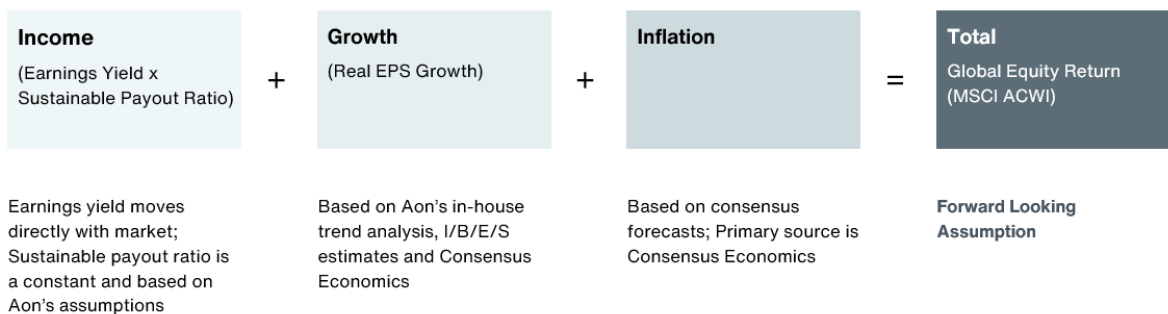 Income
(Earnings Yield x
Sustainable Payout Ratio)
+
Growth
(Real EPS Growth)
+
Inflation
=
Total
Global Equity Return
(MSCI ACWI)
Earnings yield moves
directly with market;
Sustainable payout ratio is
a constant and based on
Aon's assumptions
Based on Aon's in-house
trend analysis, I/B/E/S
estimates and Consensus
Economics
Based on consensus
forecasts; Primary source is
Consensus Economics
Forward Looking
Assumption